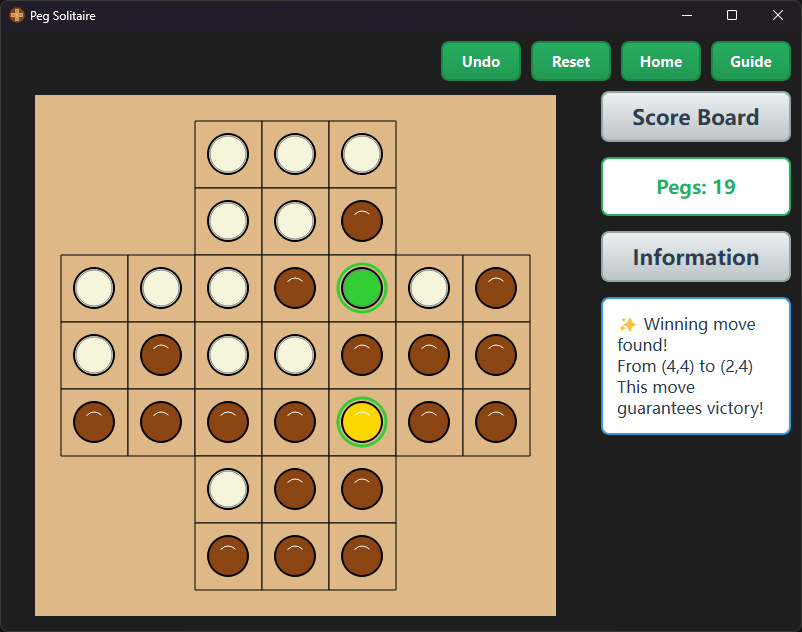 Peg Solitaire
Undo
Reset
Home
Guide
Score Board
Pegs: 19
Information
✨ Winning move
found!
From (4,4) to (2,4)
This move
guarantees victory!